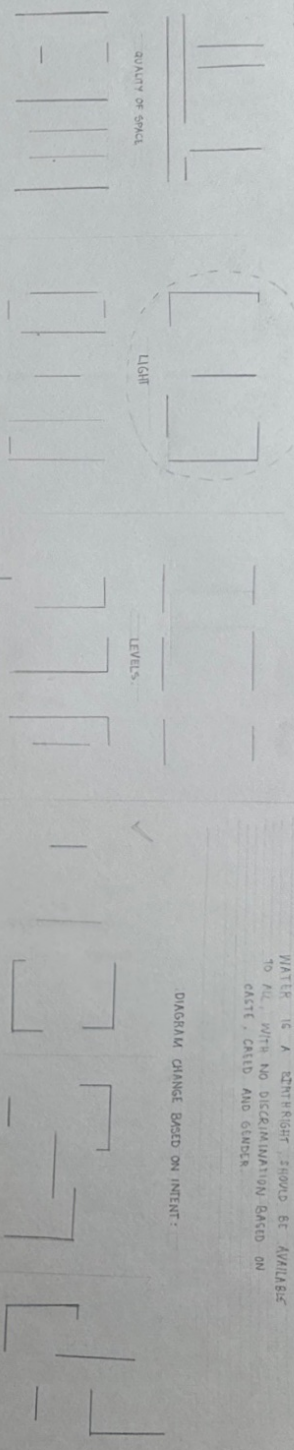 WATER IS A BIRTHRIGHT, SHOULD BE AVAILABLE
TO ALL, WITH NO DISCRIMINATION BASED ON
CASTE, CREED AND GENDER.
QUALITY OF SPACE
LIGHT
LEVELS.
DIAGRAM CHANGE BASED ON INTENT: